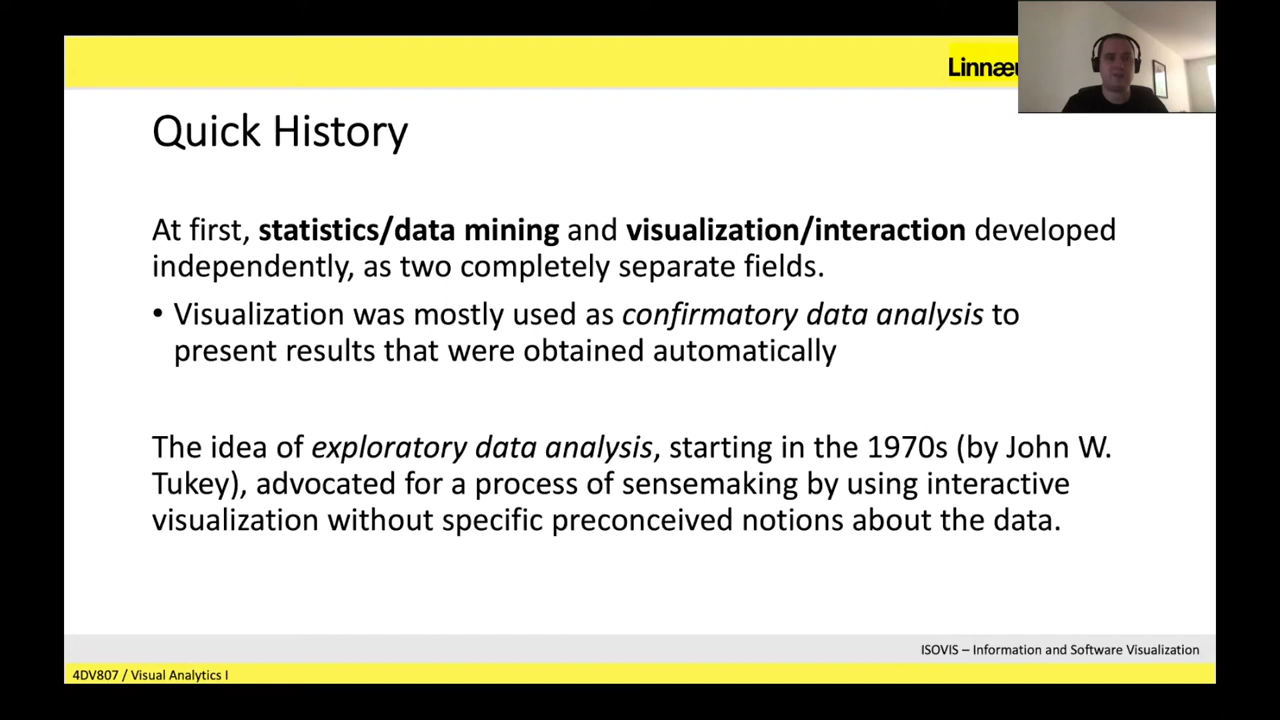 Quick History
At first, statistics/data mining and visualization/interaction developed
independently, as two completely separate fields.
• Visualization was mostly used as confirmatory data analysis to
present results that were obtained automatically
The idea of exploratory data analysis, starting in the 1970s (by John W.
Tukey), advocated for a process of sensemaking by using interactive
visualization without specific preconceived notions about the data.
ISOVIS – Information and Software Visualization
4DV807 / Visual Analytics I